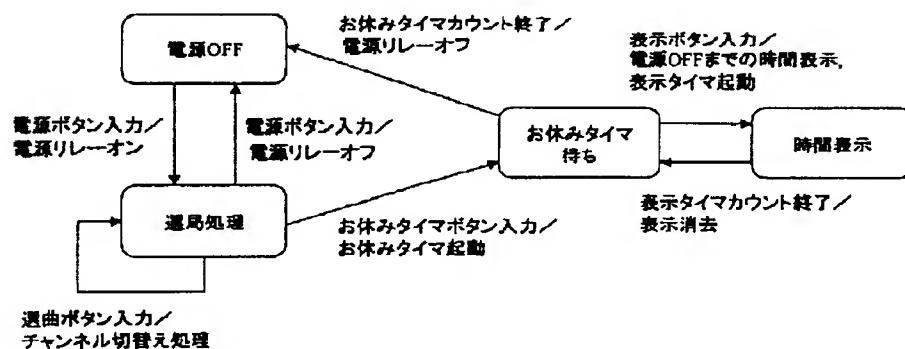 お休みタイマカウント終了／
電源リレーオフ
電源OFF
表示ボタン入力／
電源OFFまでの時間表示,
表示タイマ起動
電源ボタン入力／
電源リレーオン
電源ボタン入力／
電源リレーオフ
お休みタイマ
待ち
時間表示
選局処理
お休みタイマボタン入力／
お休みタイマ起動
表示タイマカウント終了／
表示消去
選曲ボタン入力／
チャンネル切替え処理